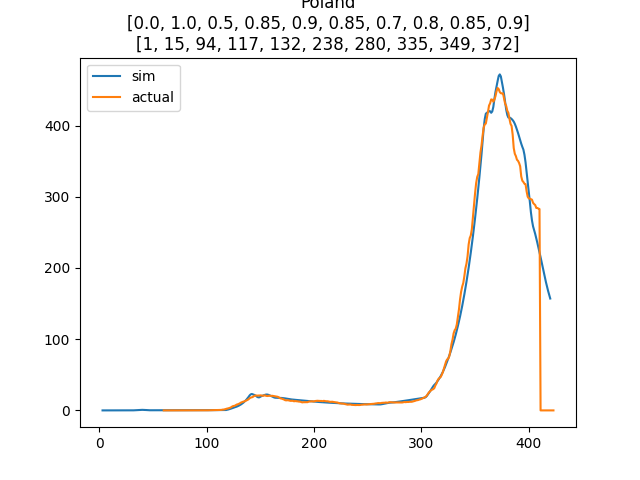 Poland
[0.0, 1.0, 0.5, 0.85, 0.9, 0.85, 0.7, 0.8, 0.85, 0.9]
[1, 15, 94, 117, 132, 238, 280, 335, 349, 372]
sim
actual
400
300
200
100
0
0 100 200 300 400